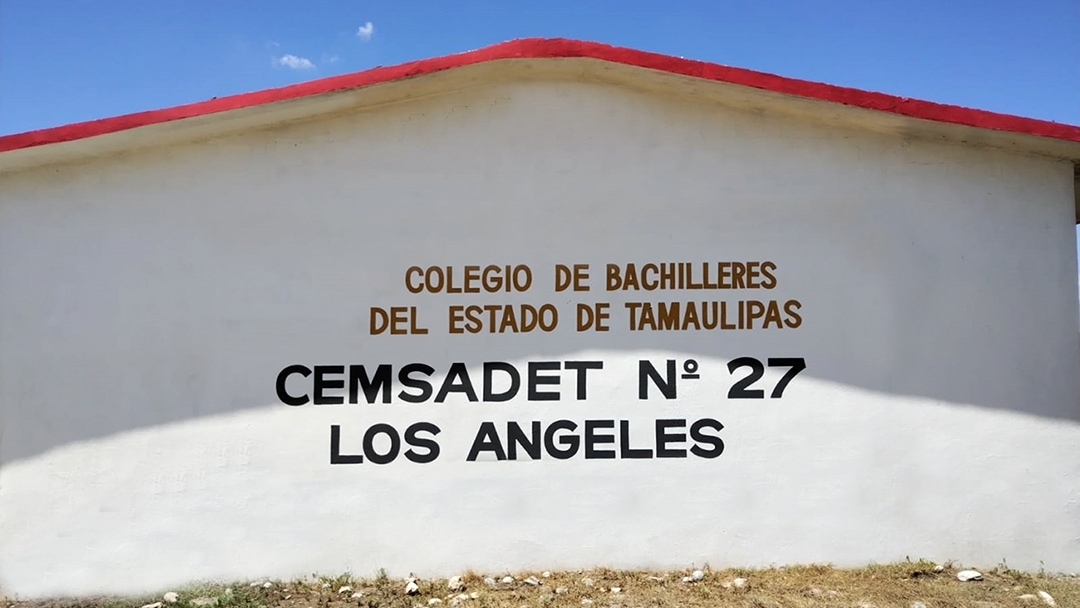 COLEGIO DE BACHILLERES
DEL ESTADO DE TAMAULIPAS
CEMSADET Nº 27
LOS ANGELES